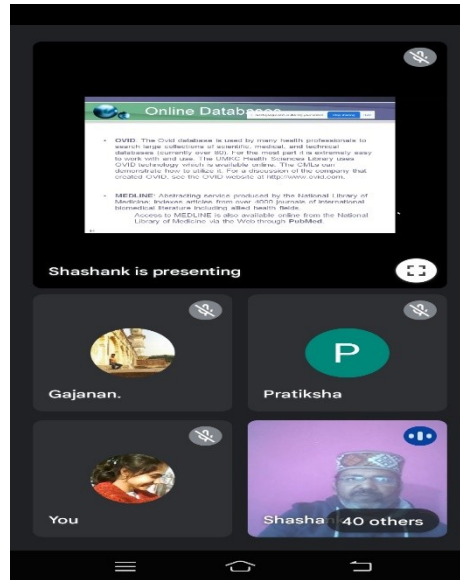 Online Databases
• OVID: The Ovid database is used by many health professionals to
search large collections of scientific, medical, and technical
databases (currently over 80). For the most part it is extremely easy
to work with and use. The UMKC Health Sciences Library uses
OVID technology which is available online. The CMLs can
demonstrate how to utilize it. For a discussion of the company that
created OVID, see the OVID website at http://www.ovid.com.
• MEDLINE: Abstracting service produced by the National Library of
Medicine; indexes articles from over 4000 journals of international
biomedical literature including allied health fields.
Access to MEDLINE is also available online from the National
Library of Medicine via the Web through PubMed.
Shashank is presenting
Gajanan.
P
Pratiksha
You
Shasha
40 others